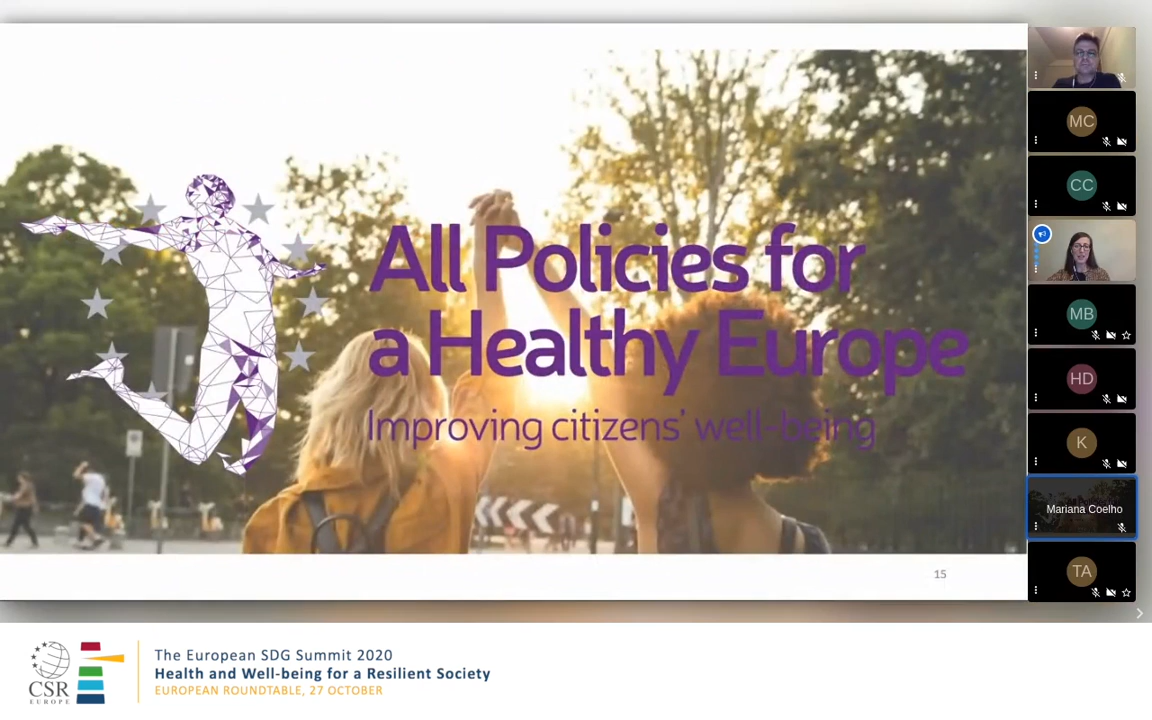 All Policies for
a Healthy Europe
Improving citizens' well-being
15
MC
CC
MB
HD
K
Mariana Coelho
TA
CSR
EUROPE
The European SDG Summit 2020
Health and Well-being for a Resilient Society
EUROPEAN ROUNDTABLE, 27 OCTOBER